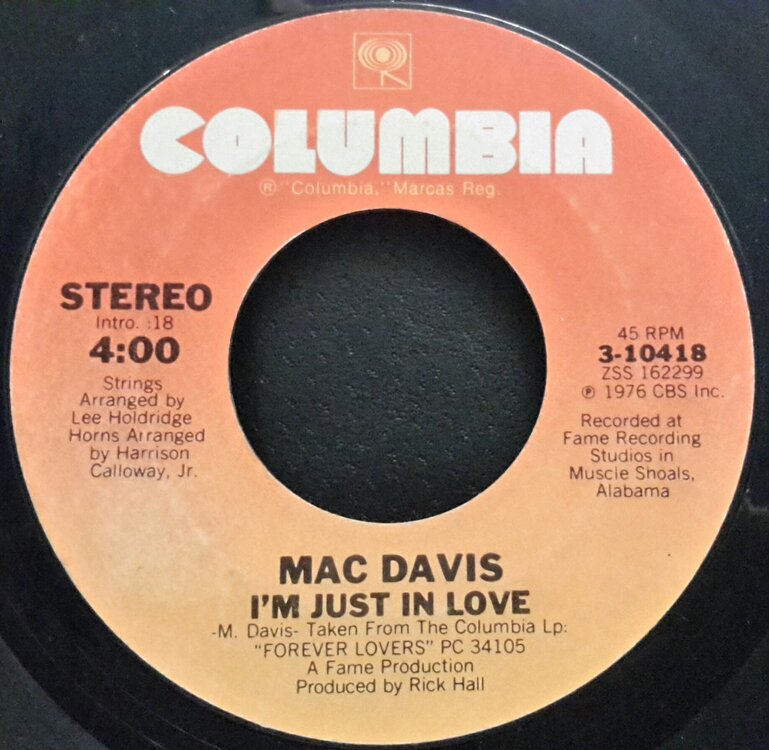 COLUMBIA
® "Columbia," Marcas Reg.
STEREO
Intro. :18
4:00
Strings
Arranged by
Lee Holdridge
Horns Arranged
by Harrison
Calloway, Jr.
45 RPM
3-10418
ZSS 162299
℗ 1976 CBS Inc.
Recorded at
Fame Recording
Studios in
Muscle Shoals,
Alabama
MAC DAVIS
I'M JUST IN LOVE
-M. Davis- Taken From The Columbia Lp:
"FOREVER LOVERS" PC 34105
A Fame Production
Produced by Rick Hall